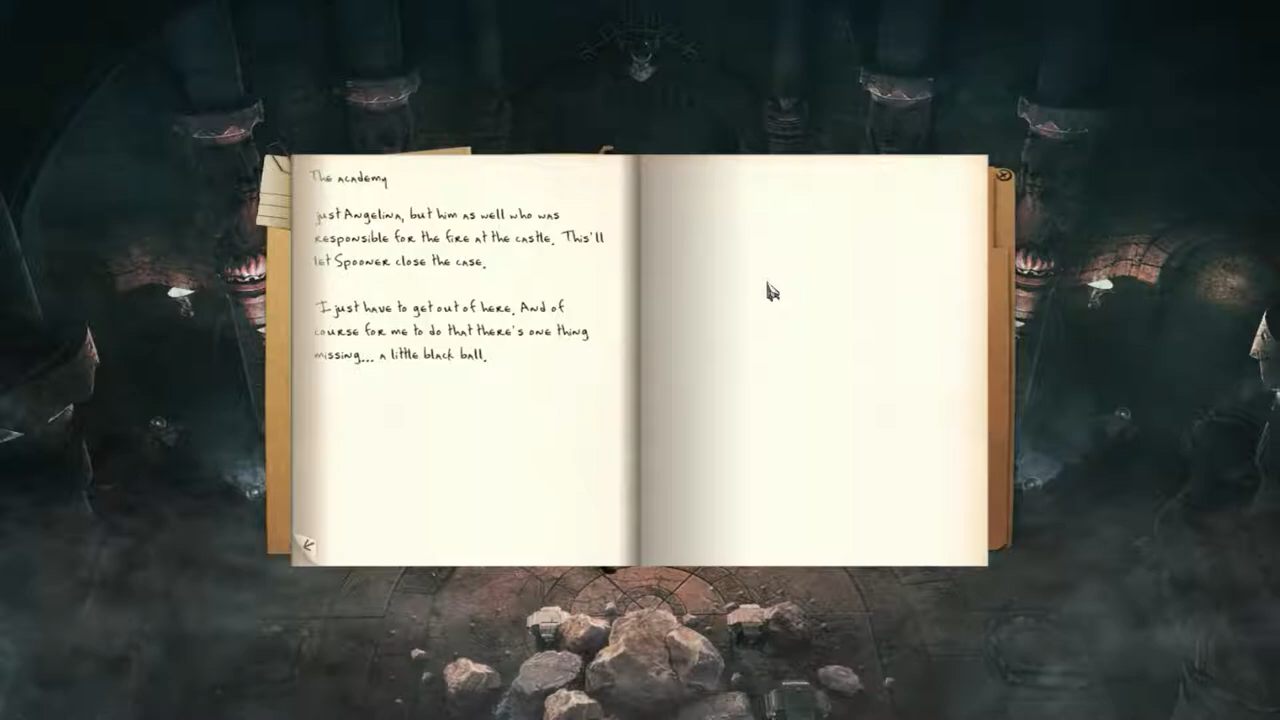 The Academy
just Angelina, but him as well who was
responsible for the fire at the castle. This'll
let Spooner close the case.
I just have to get out of here. And of
course for me to do that there's one thing
missing... a little black ball.